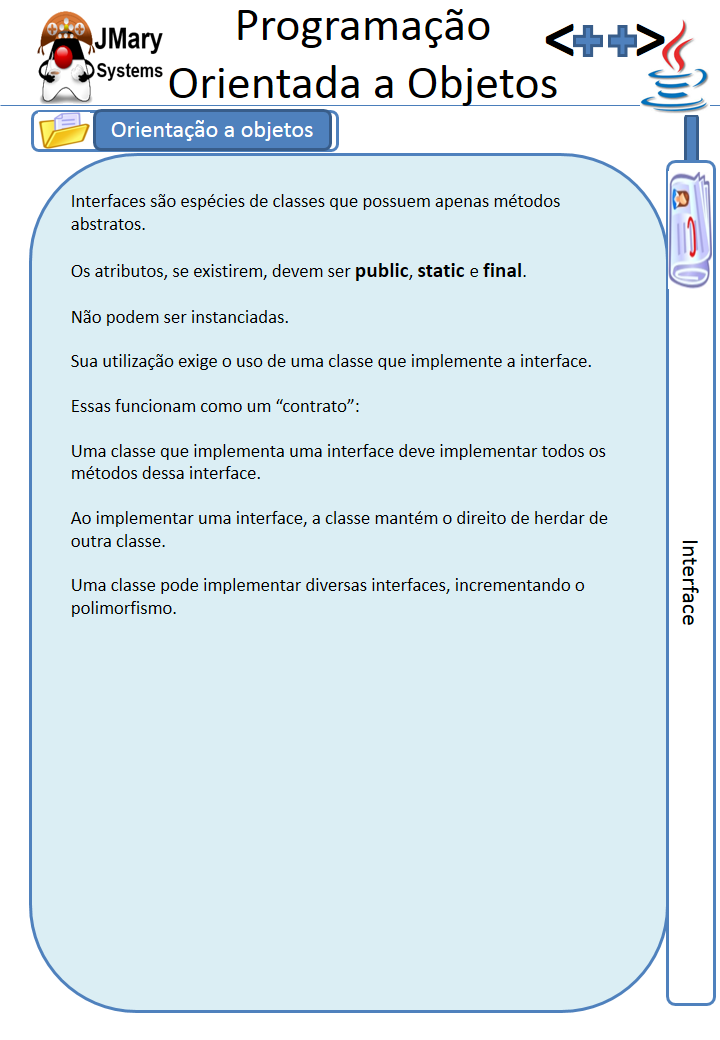 JMary
Systems
Programação
Orientada a Objetos
<++>
Orientação a objetos
Interfaces são espécies de classes que possuem apenas métodos
abstratos.
Os atributos, se existirem, devem ser public, static e final.
Não podem ser instanciadas.
Sua utilização exige o uso de uma classe que implemente a interface.
Essas funcionam como um “contrato”:
Uma classe que implementa uma interface deve implementar todos os
métodos dessa interface.
Ao implementar uma interface, a classe mantém o direito de herdar de
outra classe.
Uma classe pode implementar diversas interfaces, incrementando o
polimorfismo.
Interface